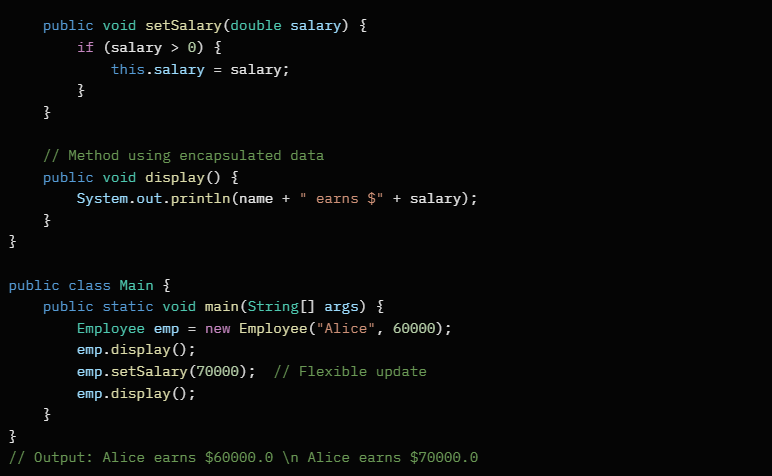 public void setSalary(double salary) {
        if (salary > 0) {
            this.salary = salary;
        }
    }

    // Method using encapsulated data
    public void display() {
        System.out.println(name + " earns $" + salary);
    }
}

public class Main {
    public static void main(String[] args) {
        Employee emp = new Employee("Alice", 60000);
        emp.display();
        emp.setSalary(70000);  // Flexible update
        emp.display();
    }
}
// Output: Alice earns $60000.0 \n Alice earns $70000.0